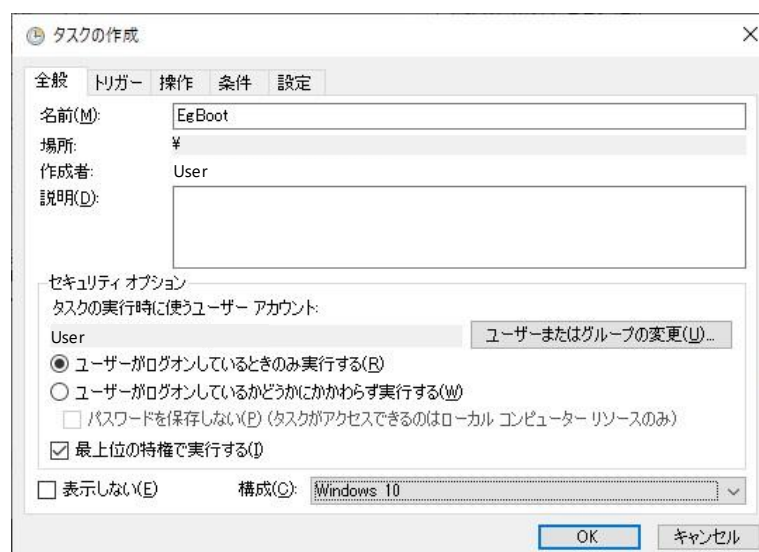 タスクの作成
全般 トリガー 操作 条件 設定
名前(M): EgBoot
場所: ¥
作成者: User
説明(D):
セキュリティ オプション
タスクの実行時に使うユーザー アカウント:
User ユーザーまたはグループの変更(U)...
ユーザーがログオンしているときのみ実行する(R)
ユーザーがログオンしているかどうかにかかわらず実行する(W)
パスワードを保存しない(P) (タスクがアクセスできるのはローカル コンピューター リソースのみ)
最上位の特権で実行する(I)
表示しない(E) 構成(C): Windows 10
OK キャンセル